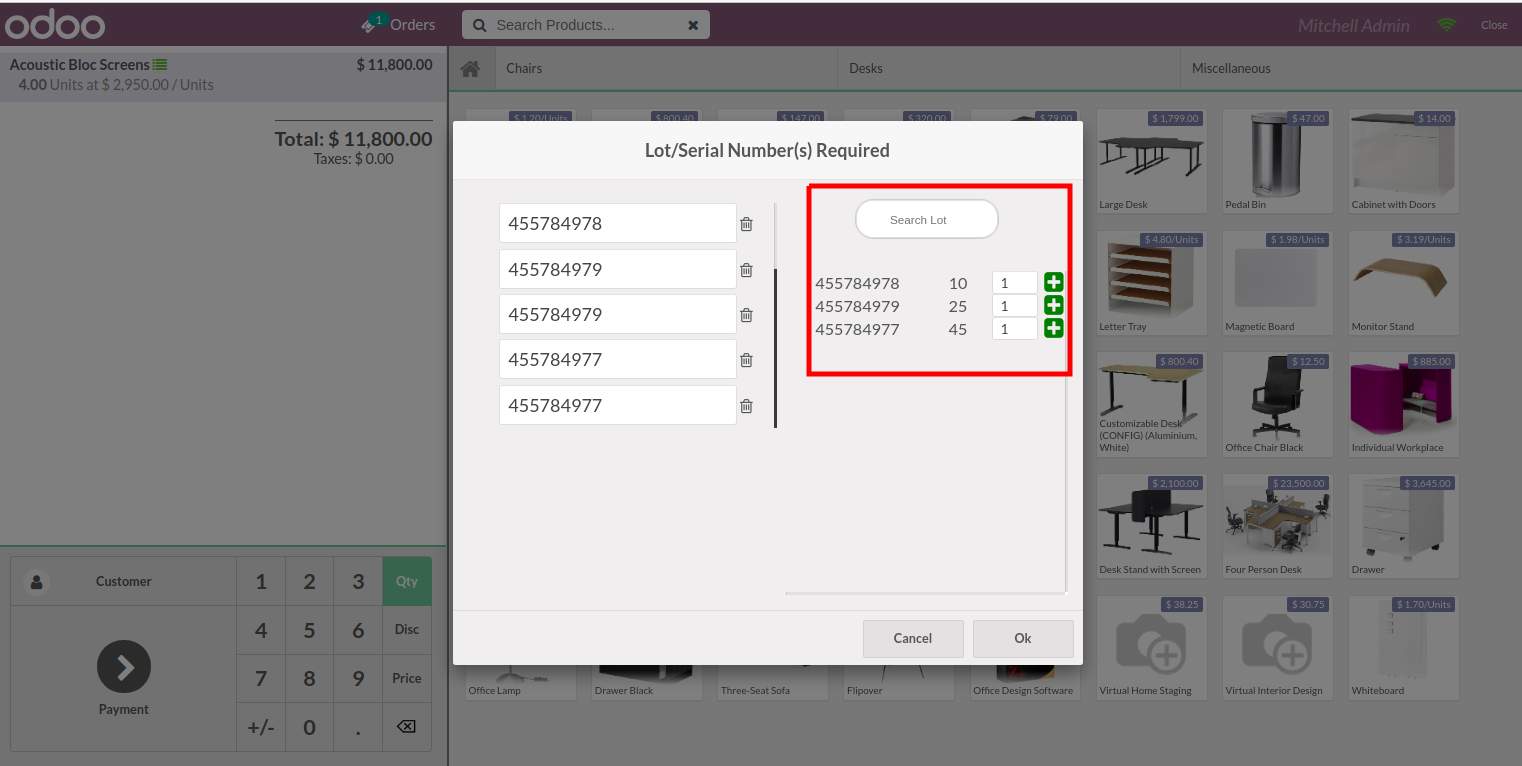 odoo
1 Orders
Search Products...
Mitchell Admin
Close
Acoustic Bloc Screens $ 11,800.00
4.00 Units at $ 2,950.00 / Units
Total: $ 11,800.00
Taxes: $ 0.00
Chairs
Desks
Miscellaneous
$ 1.20/Units
$ 800.40
$ 147.00
$ 320.00
$ 79.00
$ 1,799.00
$ 47.00
$ 14.00
Large Desk
Pedal Bin
Cabinet with Doors
$ 4.80/Units
$ 1.98/Units
$ 3.19/Units
Letter Tray
Magnetic Board
Monitor Stand
$ 800.40
$ 12.50
$ 885.00
Customizable Desk
(CONFIG) (Aluminium,
White)
Office Chair Black
Individual Workplace
$ 2,100.00
$ 23,500.00
$ 3,645.00
Desk Stand with Screen
Four Person Desk
Drawer
$ 38.25
$ 30.75
$ 1.70/Units
Office Lamp
Drawer Black
Three-Seat Sofa
Flipover
Office Design Software
Virtual Home Staging
Virtual Interior Design
Whiteboard
Lot/Serial Number(s) Required
455784978
455784979
455784979
455784977
455784977
Search Lot
455784978 10 1
455784979 25 1
455784977 45 1
Cancel
Ok
Customer
Payment
1 2 3 Qty
4 5 6 Disc
7 8 9 Price
+/- 0 .